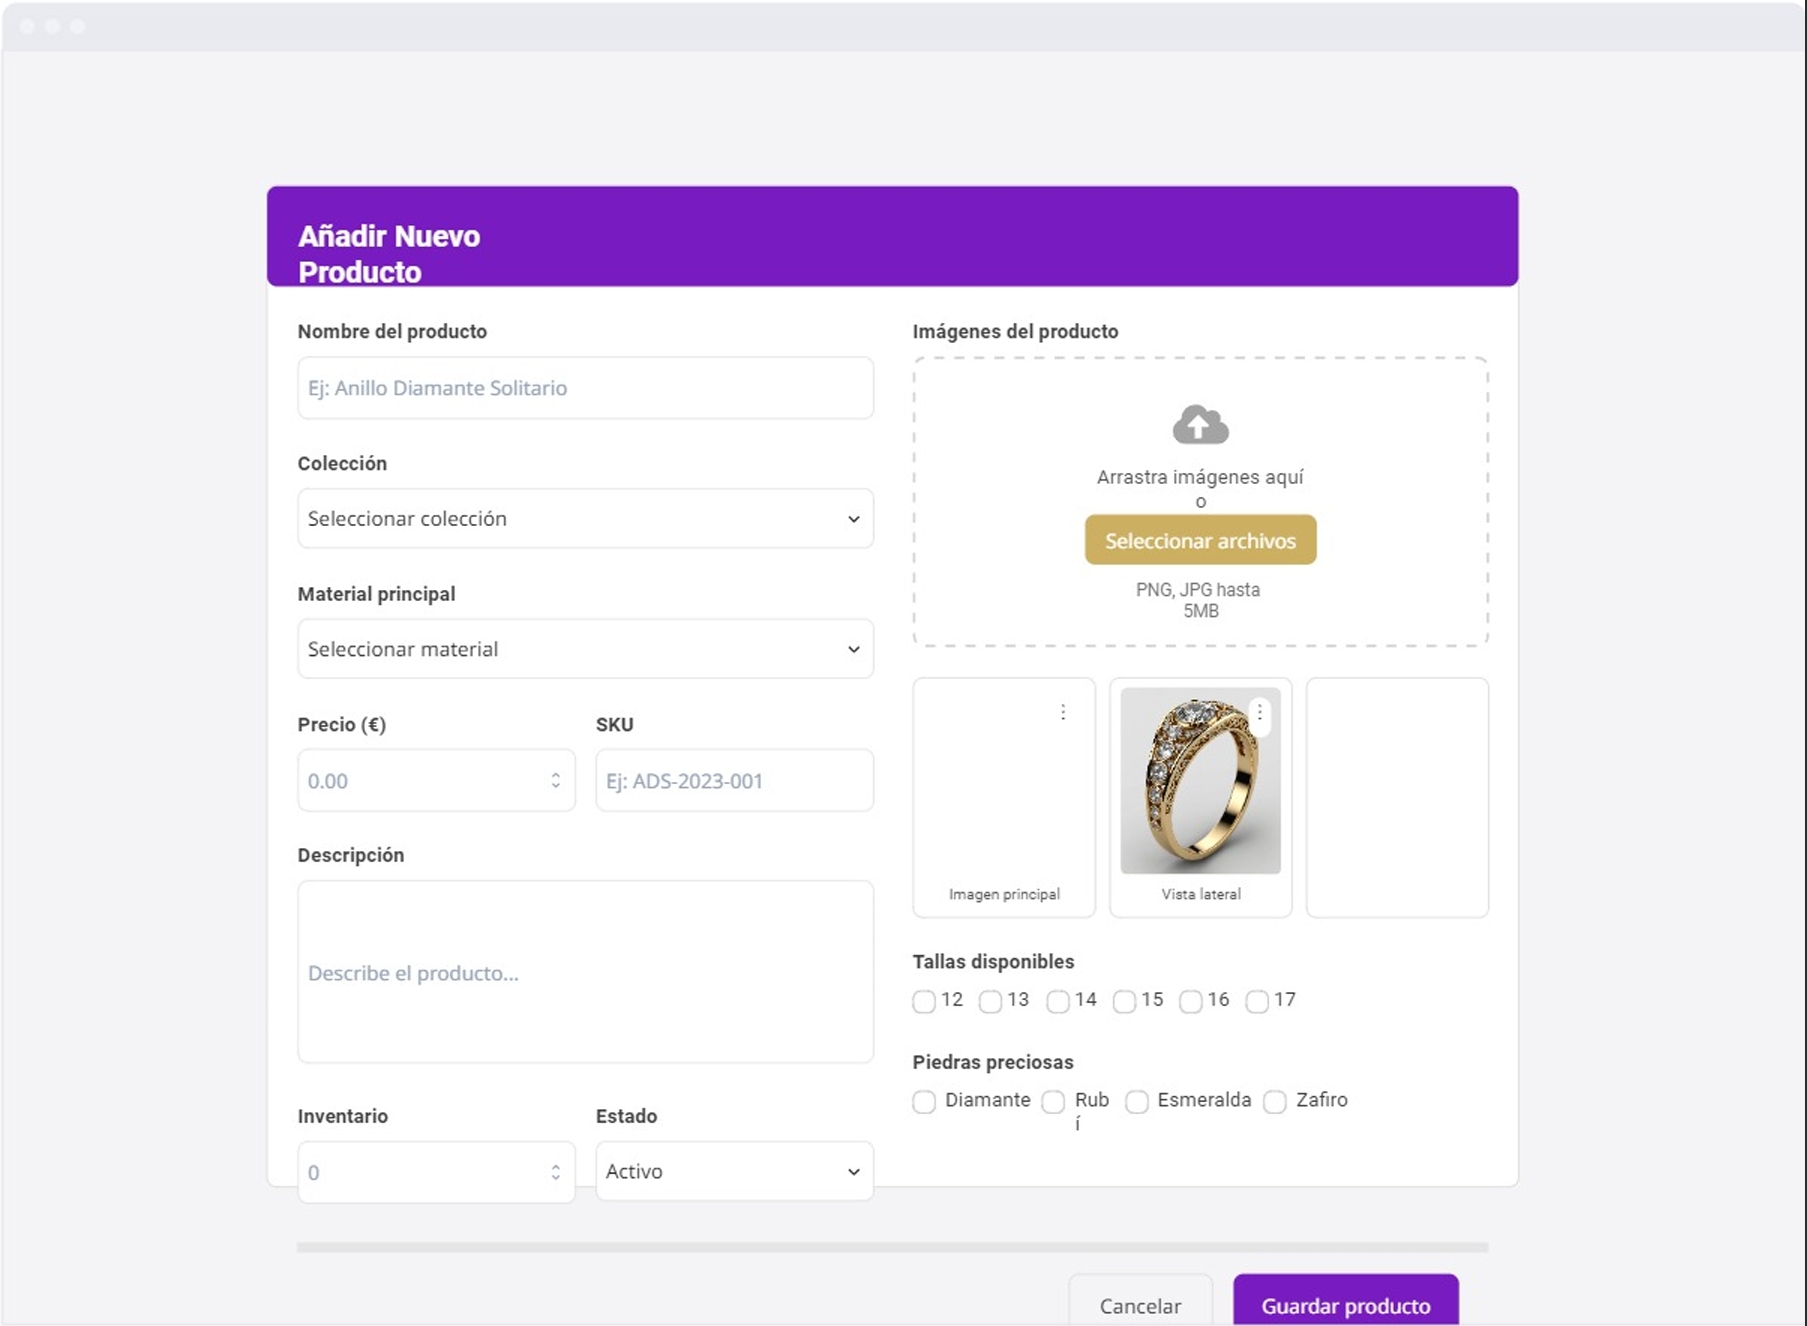 Añadir Nuevo
Producto
Nombre del producto
Ej: Anillo Diamante Solitario
Colección
Seleccionar colección
Material principal
Seleccionar material
Precio (€)
SKU
0.00
Ej: ADS-2023-001
Descripción
Describe el producto...
Inventario
Estado
0
Activo
Imágenes del producto
Arrastra imágenes aquí
o
Seleccionar archivos
PNG, JPG hasta
5MB
Imagen principal
Vista lateral
Tallas disponibles
12 13 14 15 16 17
Piedras preciosas
Diamante Rub Esmeralda Zafiro
í
Cancelar
Guardar producto